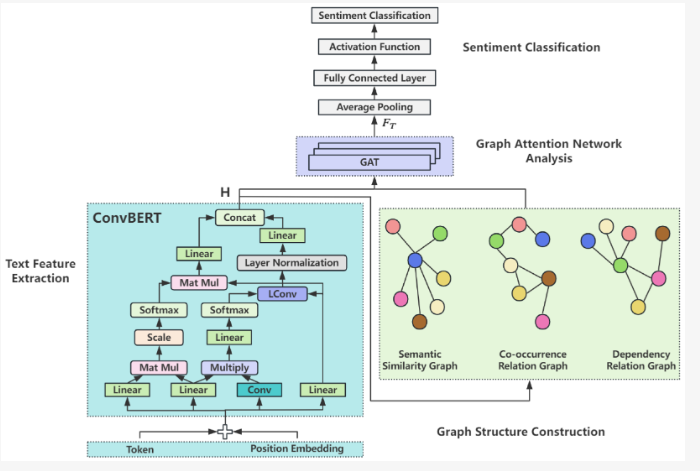 Sentiment Classification
Activation Function
Sentiment Classification
Fully Connected Layer
Average Pooling
F_T
Graph Attention Network
Analysis
GAT
H
ConvBERT
Concat
Linear
Linear
Layer Normalization
Text Feature
Extraction
Mat Mul
LConv
Softmax
Softmax
Scale
Linear
Mat Mul
Multiply
Linear
Linear
Conv
Linear
Semantic
Similarity Graph
Co-occurrence
Relation Graph
Dependency
Relation Graph
Graph Structure Construction
Token
Position Embedding